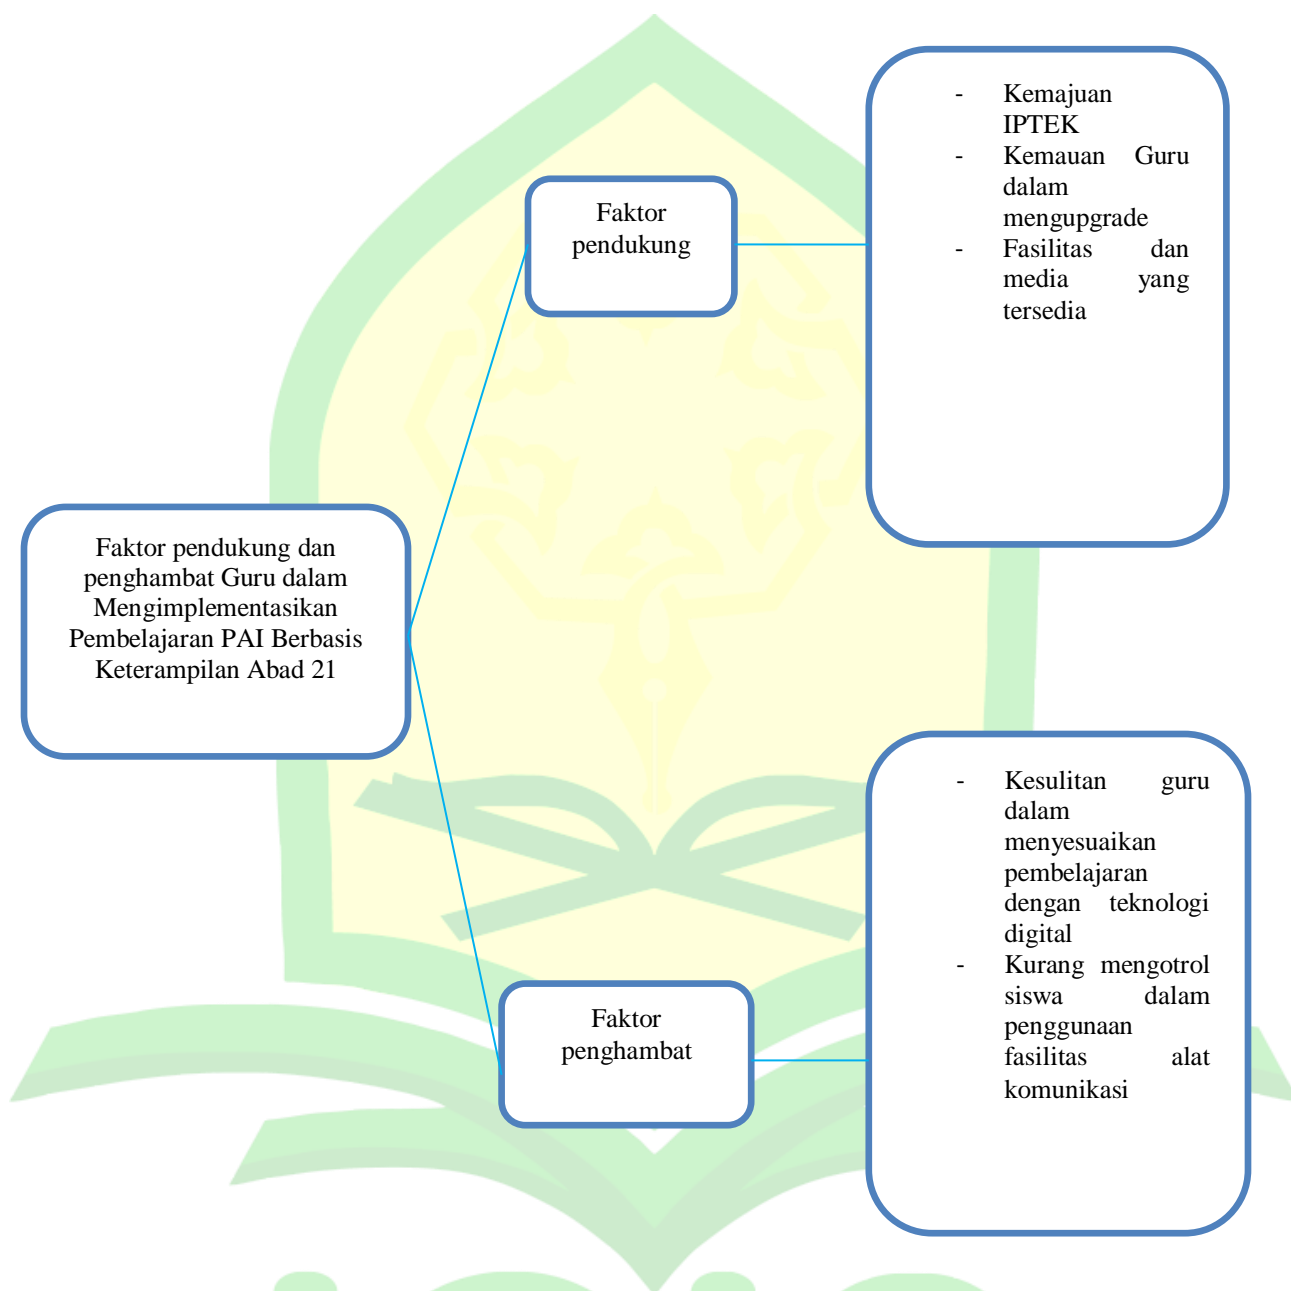 Faktor pendukung dan
penghambat Guru dalam
Mengimplementasikan
Pembelajaran PAI Berbasis
Keterampilan Abad 21
Faktor
pendukung
- Kemajuan
IPTEK
- Kemauan Guru
dalam
mengupgrade
- Fasilitas dan
media yang
tersedia
Faktor
penghambat
- Kesulitan guru
dalam
menyesuaikan
pembelajaran
dengan teknologi
digital
- Kurang mengotrol
siswa dalam
penggunaan
fasilitas alat
komunikasi